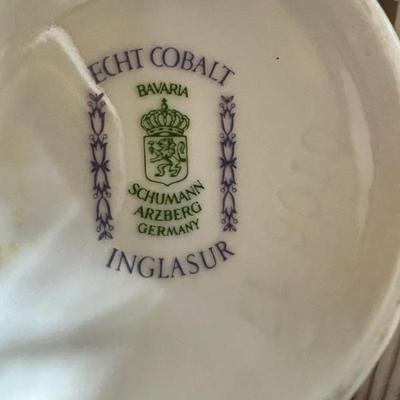 ECHT COBALT
BAVARIA
SCHUMANN
ARZBERG
GERMANY
INGLASUR